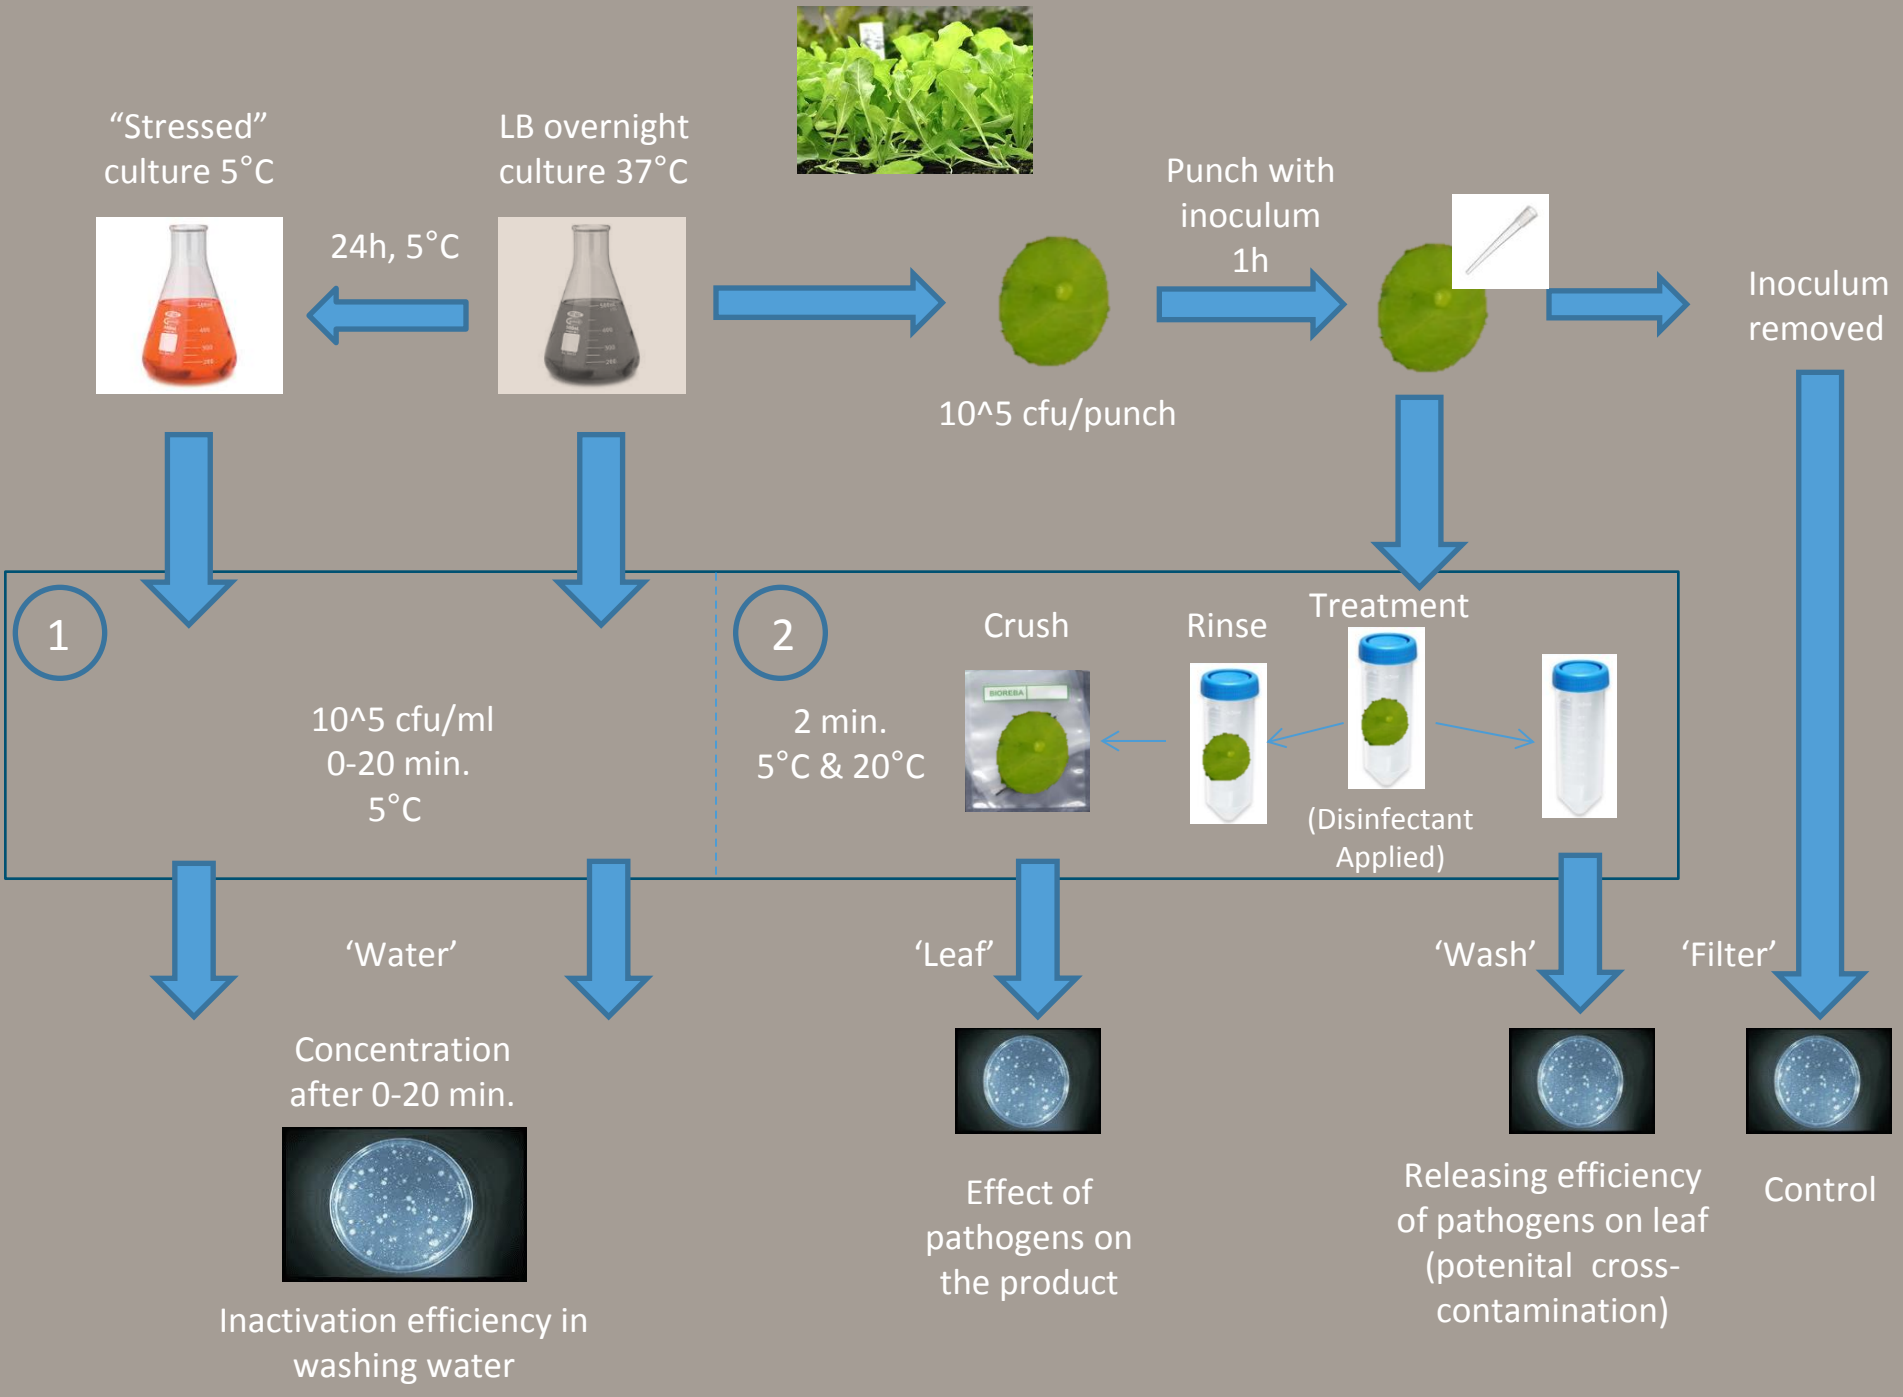 “Stressed”
culture 5°C
LB overnight
culture 37°C
24h, 5°C
Punch with
inoculum
1h
Inoculum
removed
10^5 cfu/punch
1
10^5 cfu/ml
0-20 min.
5°C
2
2 min.
5°C & 20°C
Crush
Rinse
Treatment
BIOREBA
(Disinfectant
Applied)
‘Water’
‘Leaf’
‘Wash’
‘Filter’
Concentration
after 0-20 min.
Inactivation efficiency in
washing water
Effect of
pathogens on
the product
Releasing efficiency
of pathogens on leaf
(potenital cross-
contamination)
Control